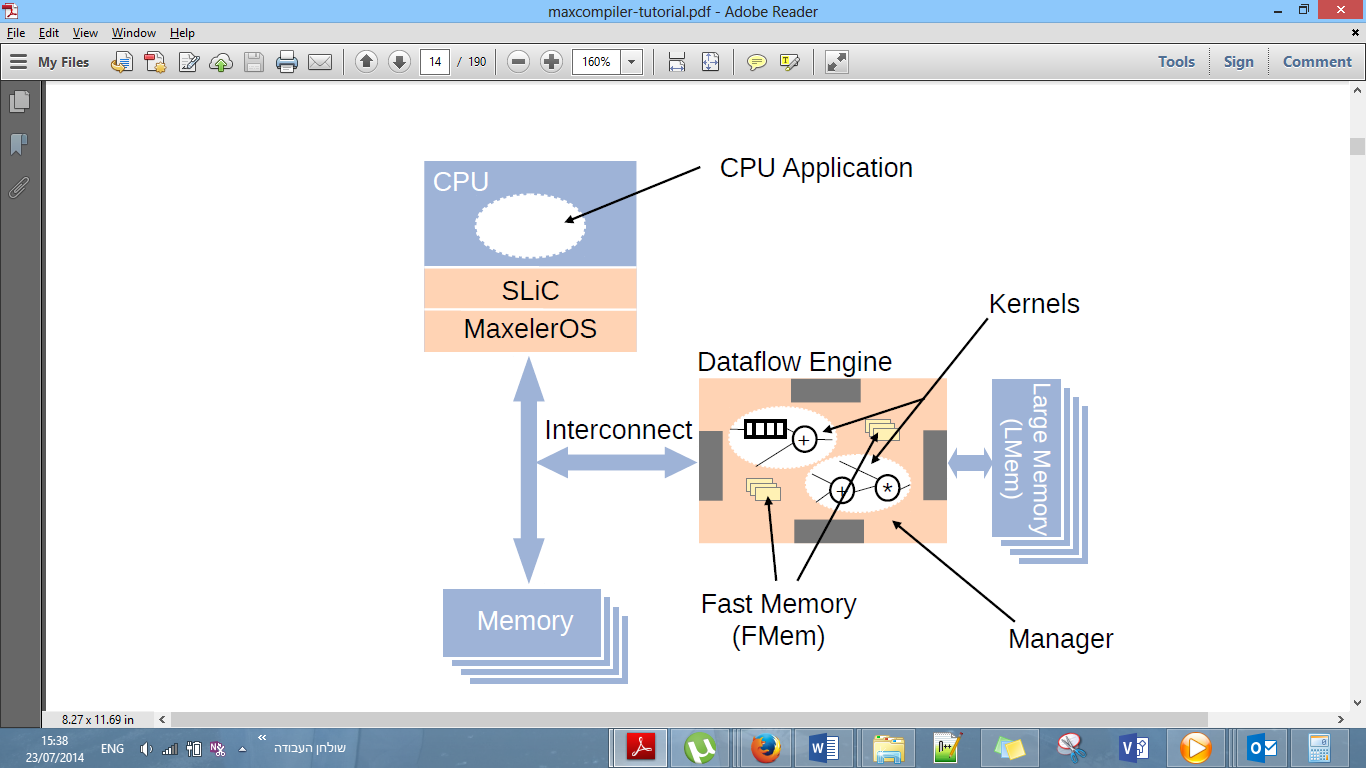 maxcompiler-tutorial.pdf - Adobe Reader
File Edit View Window Help
My Files 14 / 190 160% Tools Sign Comment
CPU
CPU Application
SLiC
MaxelerOS
Kernels
Dataflow Engine
Interconnect
Large Memory
(LMem)
+
+
*
Fast Memory
(FMem)
Memory
Manager
8.27 x 11.69 in
15:38
23/07/2014
ENG
שולחן העבודה